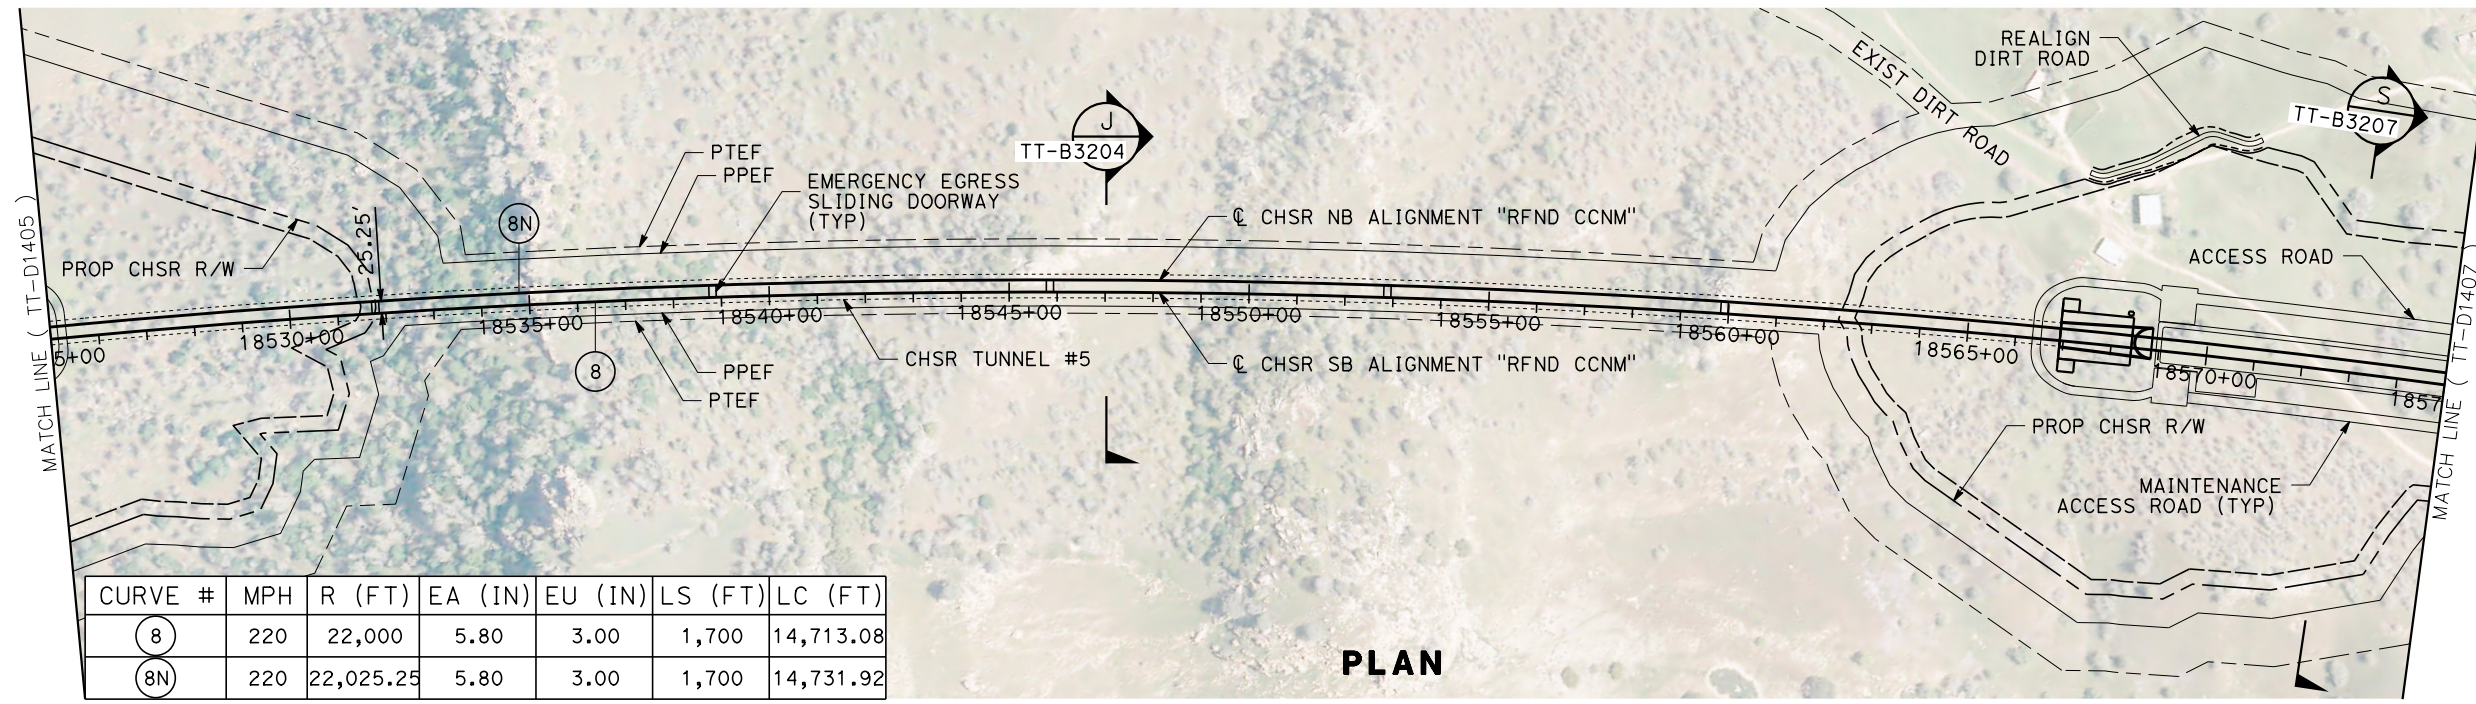 REALIGN
DIRT ROAD
EXIST DIRT ROAD
S
TT-B3207
J
TT-B3204
PTEF
PPEF
EMERGENCY EGRESS
SLIDING DOORWAY
(TYP)
8N
25.25'
PROP CHSR R/W
℄ CHSR NB ALIGNMENT "RFND CCNM"
ACCESS ROAD
MATCH LINE ( TT-D1405 )
5+00
18530+00
18535+00
18540+00
18545+00
18550+00
18555+00
18560+00
18565+00
18570+00
1857
MATCH LINE ( TT-D1407 )
8
CHSR TUNNEL #5
℄ CHSR SB ALIGNMENT "RFND CCNM"
PPEF
PTEF
PROP CHSR R/W
MAINTENANCE
ACCESS ROAD (TYP)
CURVE # MPH R (FT) EA (IN) EU (IN) LS (FT) LC (FT)
8 220 22,000 5.80 3.00 1,700 14,713.08
8N 220 22,025.25 5.80 3.00 1,700 14,731.92
PLAN